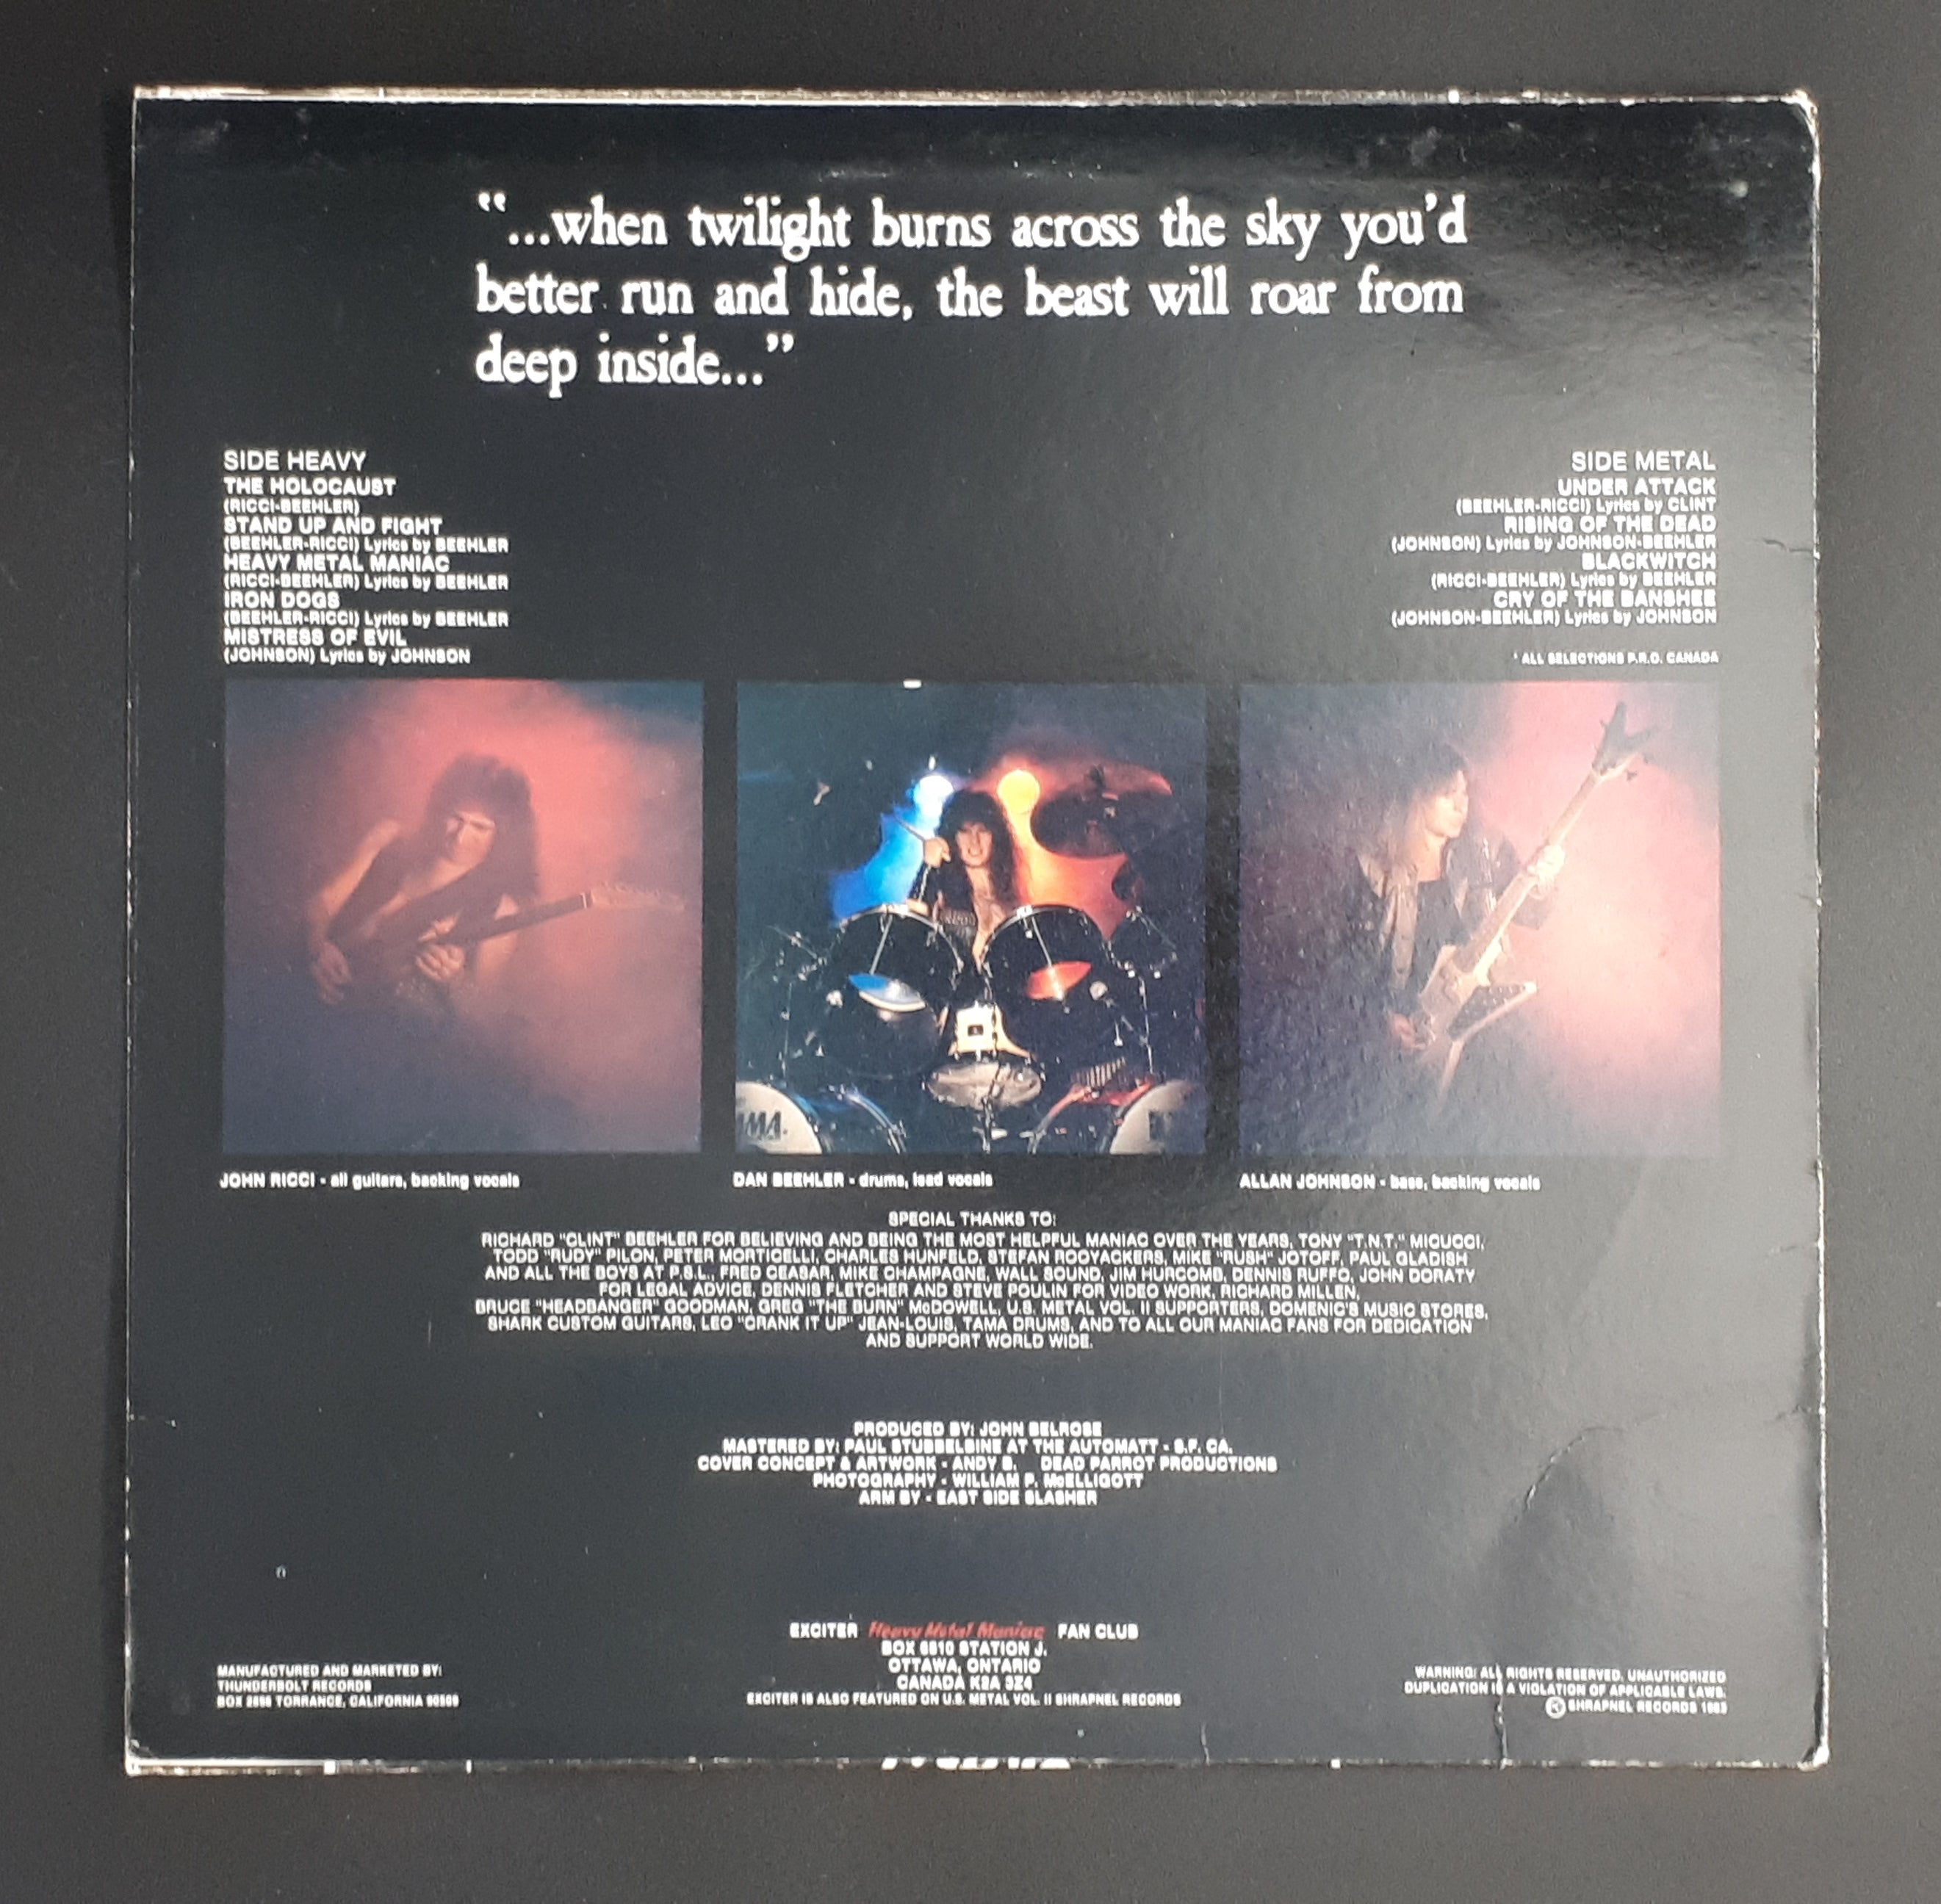 “...when twilight burns across the sky you’d
better run and hide, the beast will roar from
deep inside...”
SIDE HEAVY
THE HOLOCAUST
(RICCI-BEEHLER)
STAND UP AND FIGHT
(BEEHLER-RICCI) Lyrics by BEEHLER
HEAVY METAL MANIAC
(RICCI-BEEHLER) Lyrics by BEEHLER
IRON DOGS
(BEEHLER-RICCI) Lyrics by BEEHLER
MISTRESS OF EVIL
(JOHNSON) Lyrics by JOHNSON
SIDE METAL
UNDER ATTACK
(BEEHLER-RICCI) Lyrics by CLINT
RISING OF THE DEAD
(JOHNSON) Lyrics by JOHNSON-BEEHLER
BLACKWITCH
(RICCI-BEEHLER) Lyrics by BEEHLER
CRY OF THE BANSHEE
(JOHNSON-BEEHLER) Lyrics by JOHNSON
* ALL SELECTIONS P.R.O. CANADA
MA.
JOHN RICCI - all guitars, backing vocals
DAN BEEHLER - drums, lead vocals
ALLAN JOHNSON - bass, backing vocals
SPECIAL THANKS TO:
RICHARD "CLINT" BEEHLER FOR BELIEVING AND BEING THE MOST HELPFUL MANIAC OVER THE YEARS, TONY "T.N.T." MICUCCI,
TODD "RUDY" PILON, PETER MORTICELLI, CHARLES HUNFELD, STEFAN ROOYACKERS, MIKE "RUSH" JOTOFF, PAUL GLADISH
AND ALL THE BOYS AT P.S.L., FRED CEASAR, MIKE CHAMPAGNE, WALL SOUND, JIM HURCOMB, DENNIS RUFFO, JOHN DORATY
FOR LEGAL ADVICE, DENNIS FLETCHER AND STEVE POULIN FOR VIDEO WORK, RICHARD MILLEN,
BRUCE "HEADBANGER" GOODMAN, GREG "THE BURN" McDOWELL, U.S. METAL VOL. II SUPPORTERS, DOMENIC'S MUSIC STORES,
SHARK CUSTOM GUITARS, LEO "CRANK IT UP" JEAN-LOUIS, TAMA DRUMS, AND TO ALL OUR MANIAC FANS FOR DEDICATION
AND SUPPORT WORLD WIDE.
PRODUCED BY: JOHN BELROSE
MASTERED BY: PAUL STUBBELBINE AT THE AUTOMATT - S.F. CA.
COVER CONCEPT & ARTWORK - ANDY B. DEAD PARROT PRODUCTIONS
PHOTOGRAPHY - WILLIAM P. McELLIGOTT
ARM BY - EAST SIDE SLASHER
EXCITER Heavy Metal Maniac FAN CLUB
BOX 6610 STATION J.
OTTAWA, ONTARIO
CANADA K2A 3Z4
EXCITER IS ALSO FEATURED ON U.S. METAL VOL. II SHRAPNEL RECORDS
MANUFACTURED AND MARKETED BY:
THUNDERBOLT RECORDS
BOX TORRANCE, CALIFORNIA
WARNING: ALL RIGHTS RESERVED. UNAUTHORIZED
DUPLICATION IS A VIOLATION OF APPLICABLE LAWS.
SHRAPNEL RECORDS 1983